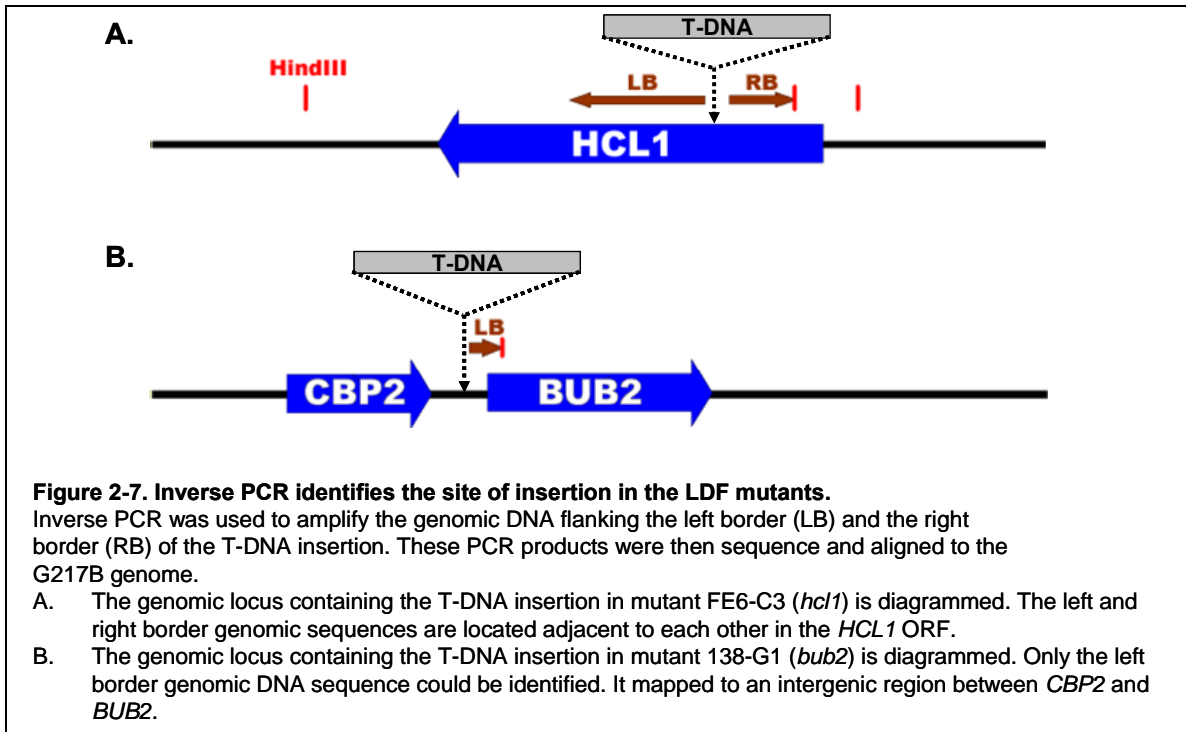 A.
T-DNA
HindIII
LB RB
HCL1
B.
T-DNA
LB
CBP2 BUB2
Figure 2-7. Inverse PCR identifies the site of insertion in the LDF mutants.
Inverse PCR was used to amplify the genomic DNA flanking the left border (LB) and the right
border (RB) of the T-DNA insertion. These PCR products were then sequence and aligned to the
G217B genome.
A. The genomic locus containing the T-DNA insertion in mutant FE6-C3 (hcl1) is diagrammed. The left and
right border genomic sequences are located adjacent to each other in the HCL1 ORF.
B. The genomic locus containing the T-DNA insertion in mutant 138-G1 (bub2) is diagrammed. Only the left
border genomic DNA sequence could be identified. It mapped to an intergenic region between CBP2 and
BUB2.